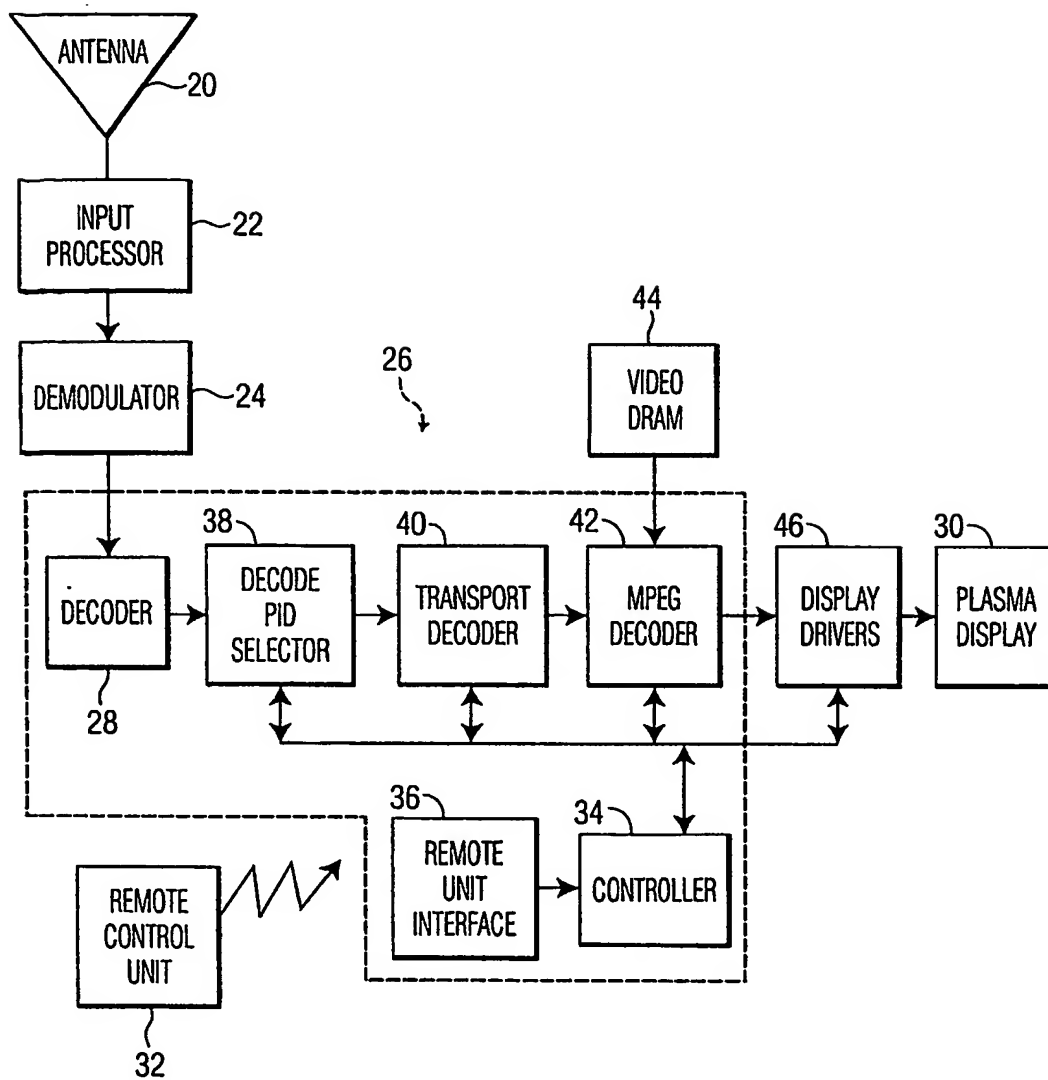 ANTENNA
20
INPUT
PROCESSOR
22
DEMODULATOR
24
26
44
VIDEO
DRAM
DECODER
28
38
DECODE
PID
SELECTOR
40
TRANSPORT
DECODER
42
MPEG
DECODER
46
DISPLAY
DRIVERS
30
PLASMA
DISPLAY
36
REMOTE
UNIT
INTERFACE
34
CONTROLLER
REMOTE
CONTROL
UNIT
32